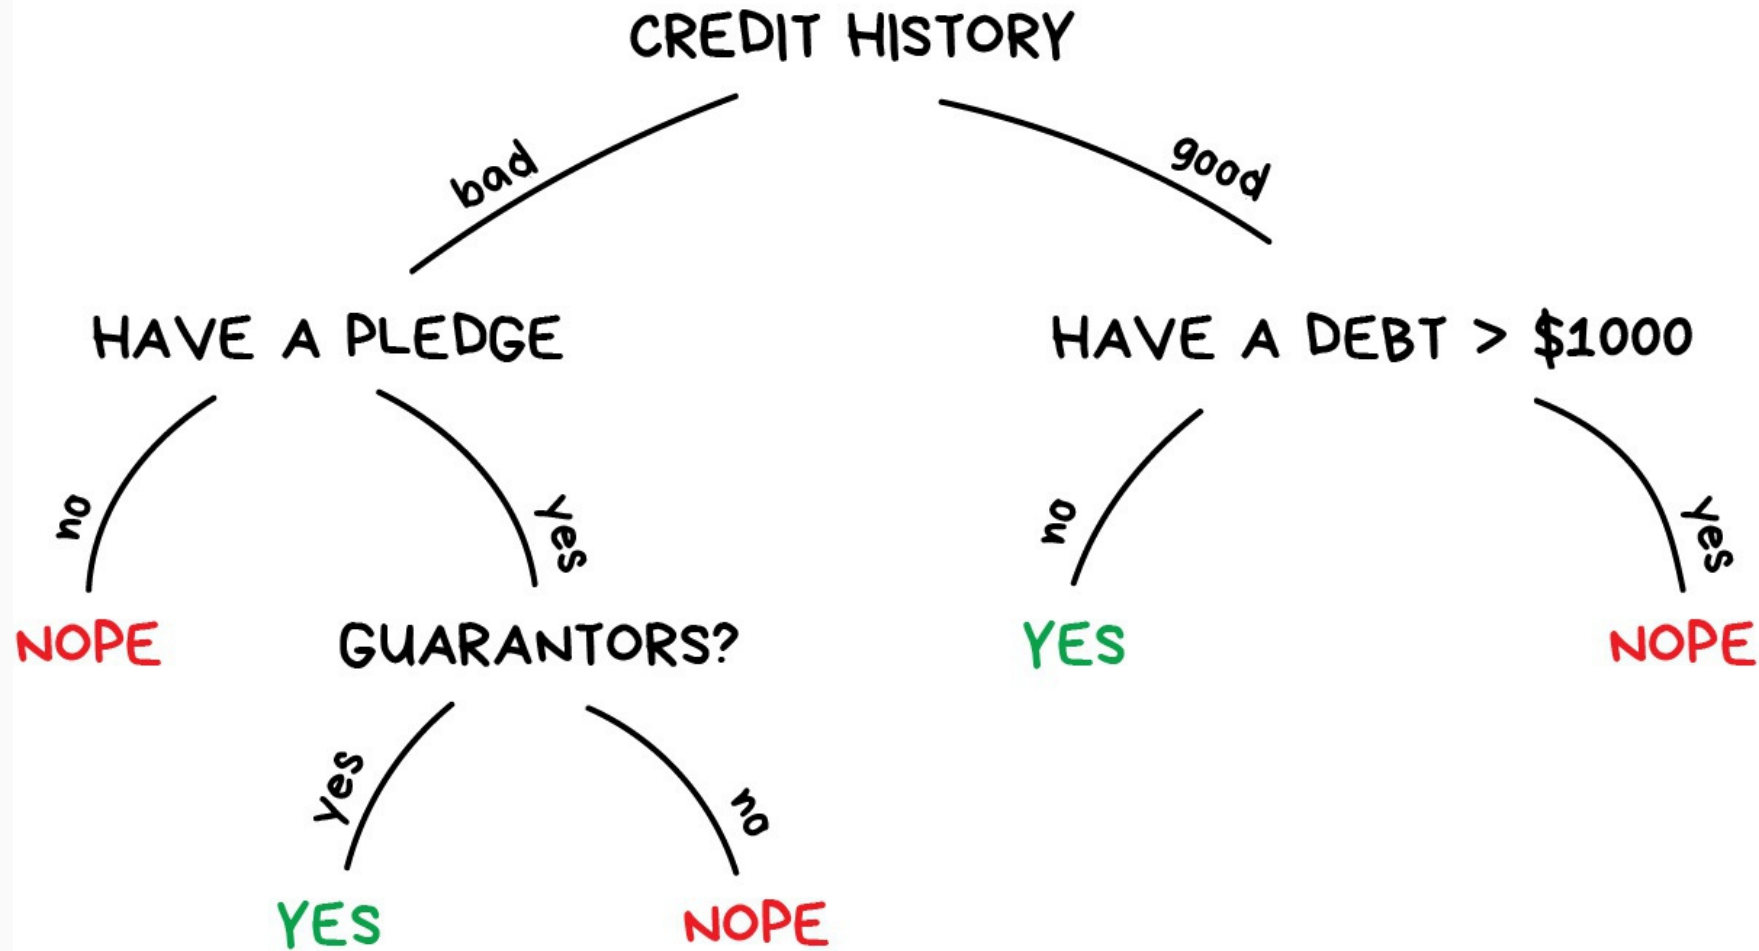 CREDIT HISTORY
bad
good
HAVE A PLEDGE
HAVE A DEBT > $1000
no
yes
no
yes
NOPE
GUARANTORS?
YES
NOPE
yes
no
YES
NOPE